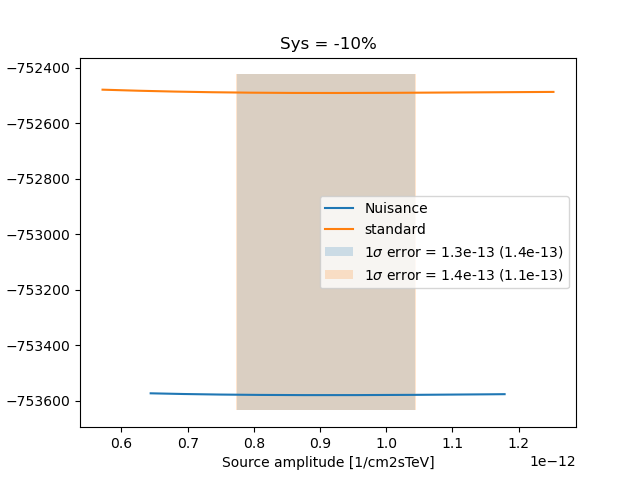 Sys = -10%
−752400
−752600
−752800
−753000
−753200
−753400
−753600
Nuisance
standard
1σ error = 1.3e-13 (1.4e-13)
1σ error = 1.4e-13 (1.1e-13)
0.6 0.7 0.8 0.9 1.0 1.1 1.2
Source amplitude [1/cm2sTeV]
1e−12